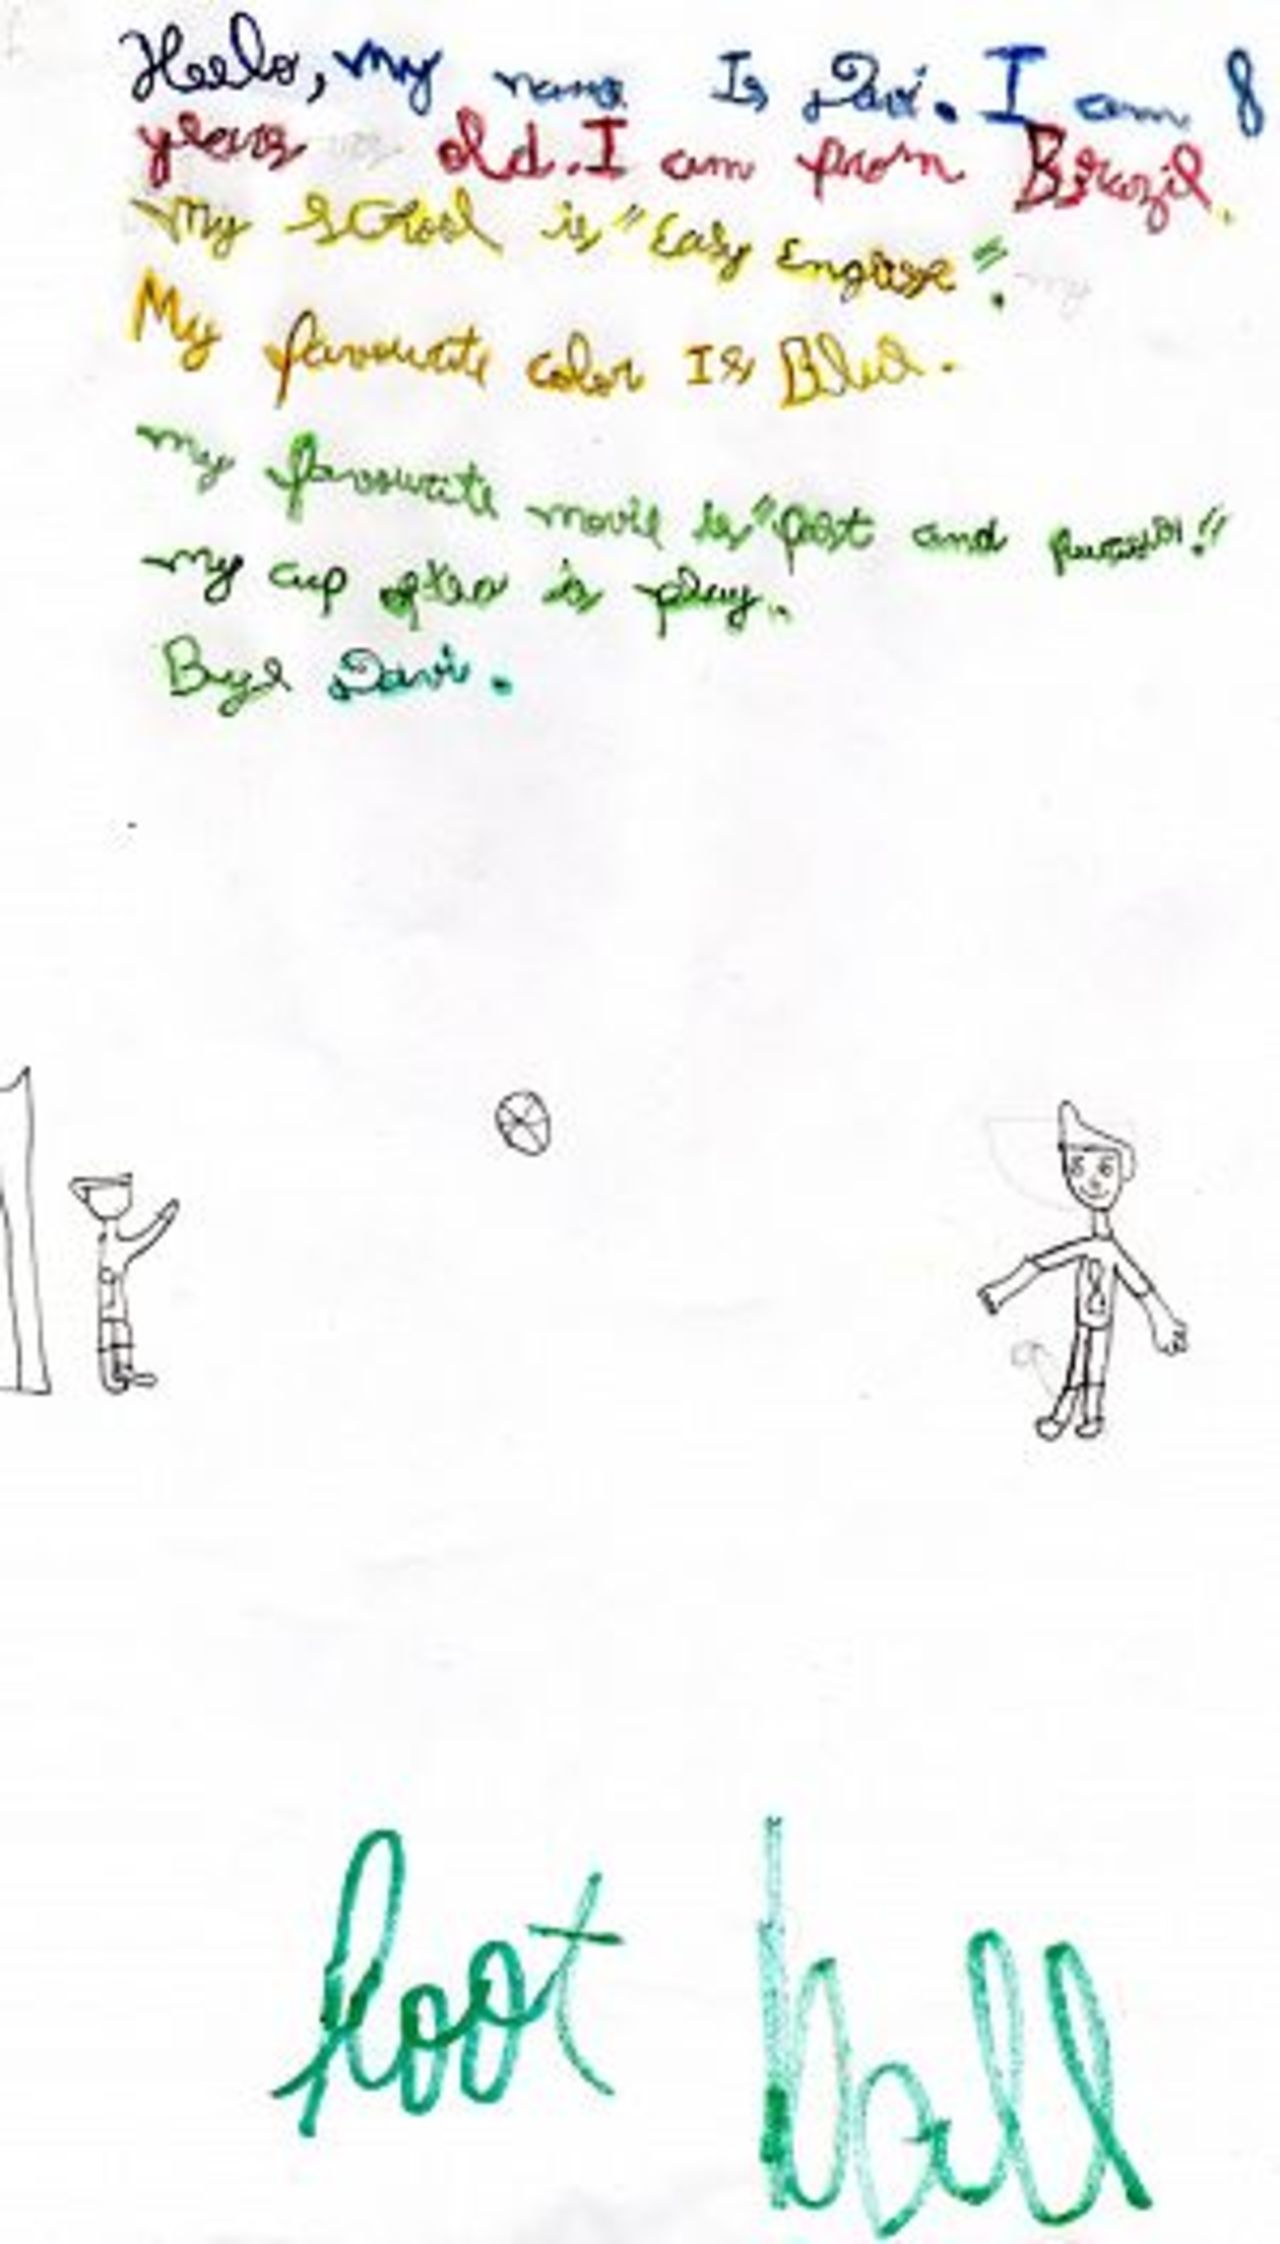 Hello, my name Is Davi. I am 8
years old. I am from Brazil.
My school is "Easy English".
My favourite color Is Blue.
my favourite movie is "fast and furious"!
my cup of tea is play.
Bye Davi.
foot ball